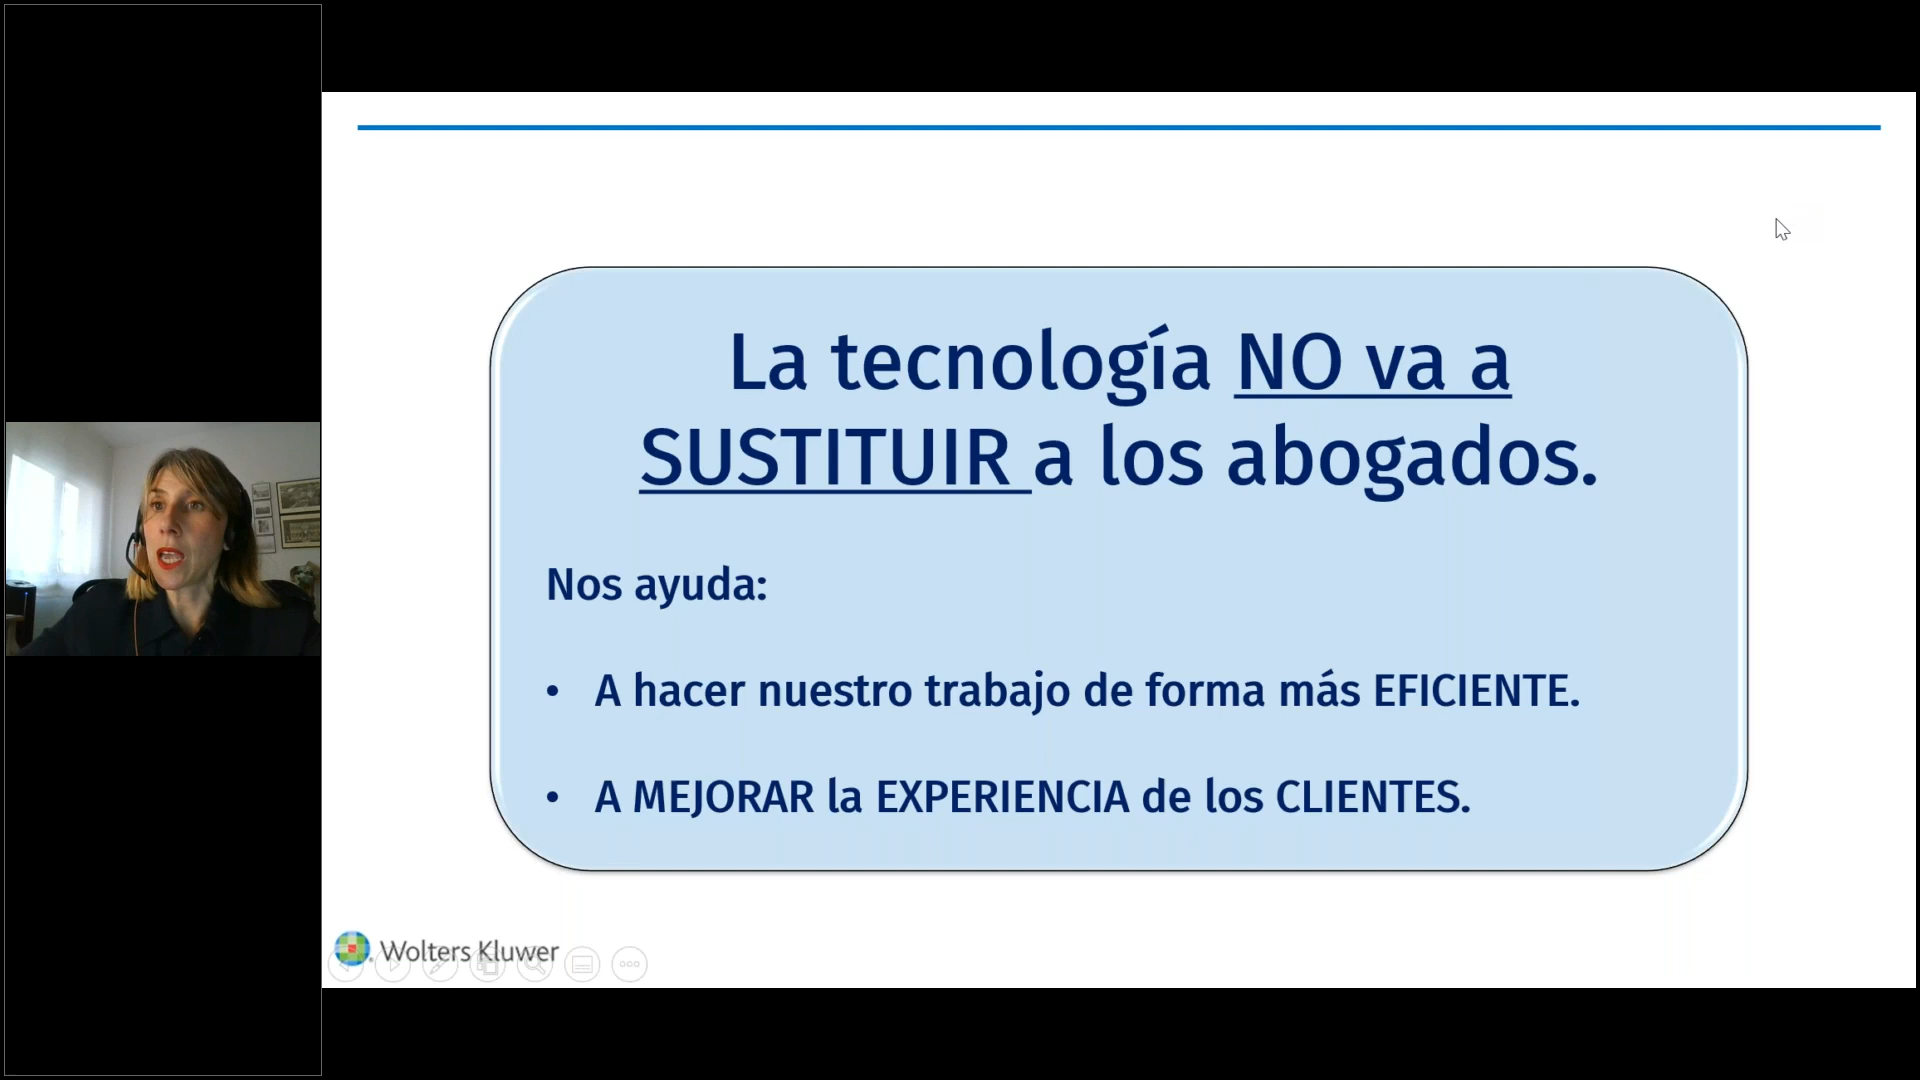 La tecnología NO va a
SUSTITUIR a los abogados.
Nos ayuda:
• A hacer nuestro trabajo de forma más EFICIENTE.
• A MEJORAR la EXPERIENCIA de los CLIENTES.
Wolters Kluwer